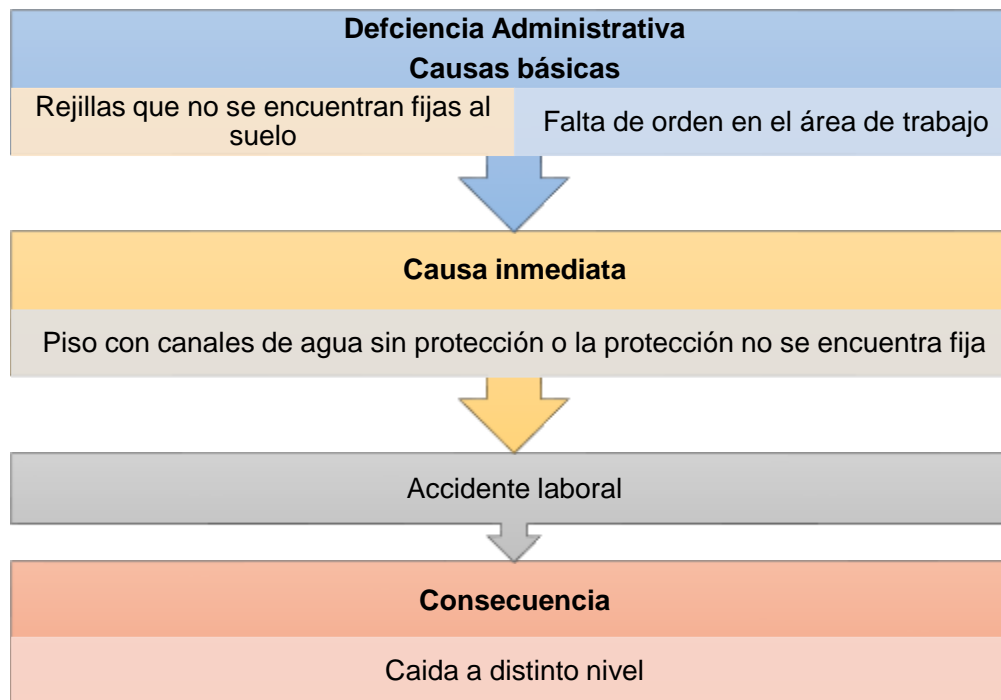 Defciencia Administrativa
Causas básicas
Rejillas que no se encuentran fijas al
suelo
Falta de orden en el área de trabajo
Causa inmediata
Piso con canales de agua sin protección o la protección no se encuentra fija
Accidente laboral
Consecuencia
Caida a distinto nivel